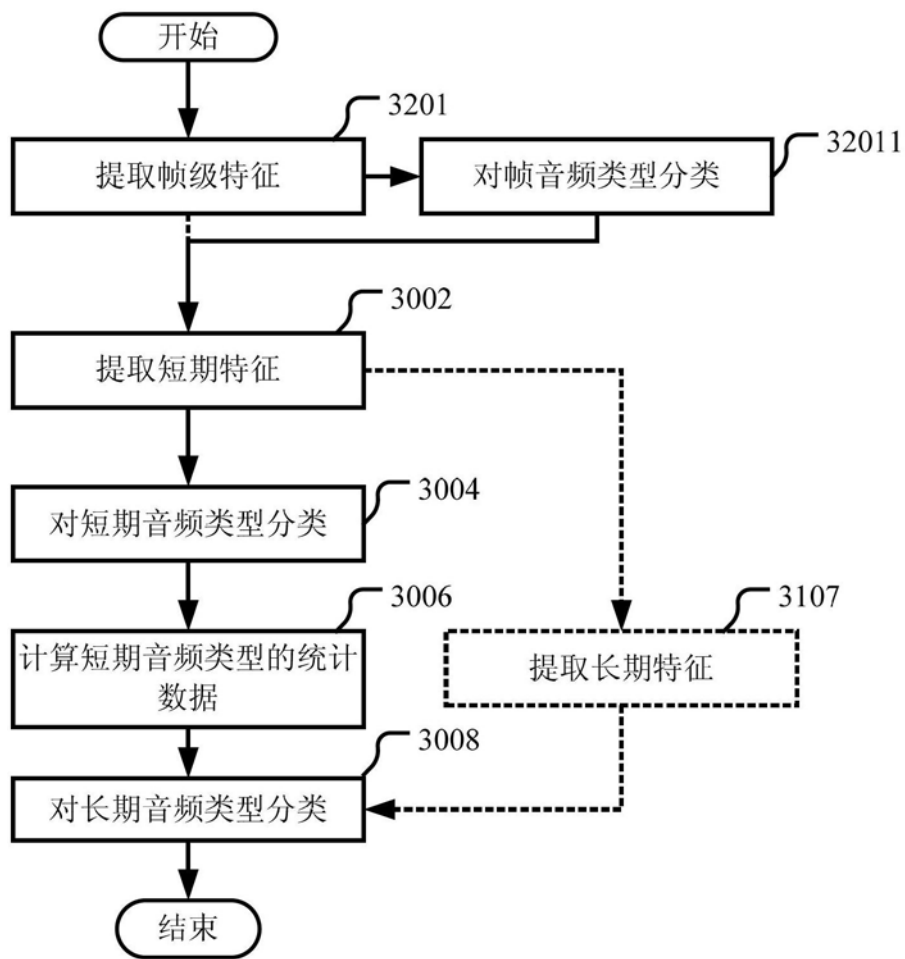 开始
3201
提取帧级特征
32011
对帧音频类型分类
3002
提取短期特征
3004
对短期音频类型分类
3006
计算短期音频类型的统计
数据
3107
提取长期特征
3008
对长期音频类型分类
结束